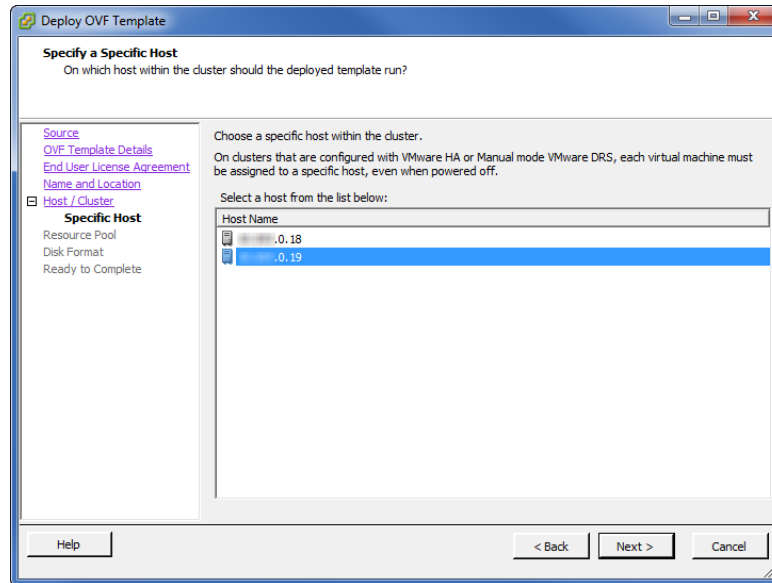 Deploy OVF Template
Specify a Specific Host
On which host within the cluster should the deployed template run?
Source
OVF Template Details
End User License Agreement
Name and Location
Host / Cluster
Specific Host
Resource Pool
Disk Format
Ready to Complete
Choose a specific host within the cluster.
On clusters that are configured with VMware HA or Manual mode VMware DRS, each virtual machine must
be assigned to a specific host, even when powered off.
Select a host from the list below:
Host Name
.0.18
.0.19
Help
< Back
Next >
Cancel